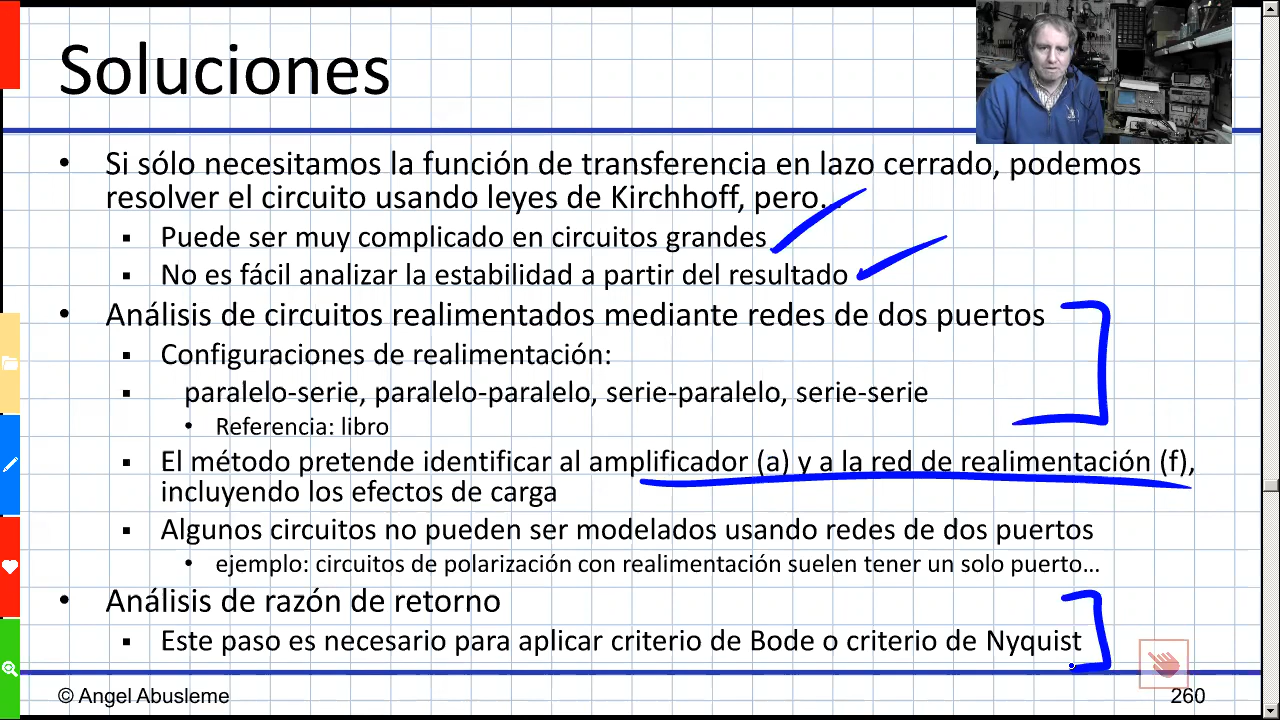 Soluciones
• Si sólo necesitamos la función de transferencia en lazo cerrado, podemos
resolver el circuito usando leyes de Kirchhoff, pero...
▪ Puede ser muy complicado en circuitos grandes
▪ No es fácil analizar la estabilidad a partir del resultado
• Análisis de circuitos realimentados mediante redes de dos puertos
▪ Configuraciones de realimentación:
▪ paralelo-serie, paralelo-paralelo, serie-paralelo, serie-serie
• Referencia: libro
▪ El método pretende identificar al amplificador (a) y a la red de realimentación (f),
incluyendo los efectos de carga
▪ Algunos circuitos no pueden ser modelados usando redes de dos puertos
• ejemplo: circuitos de polarización con realimentación suelen tener un solo puerto...
• Análisis de razón de retorno
▪ Este paso es necesario para aplicar criterio de Bode o criterio de Nyquist
© Angel Abusleme
260